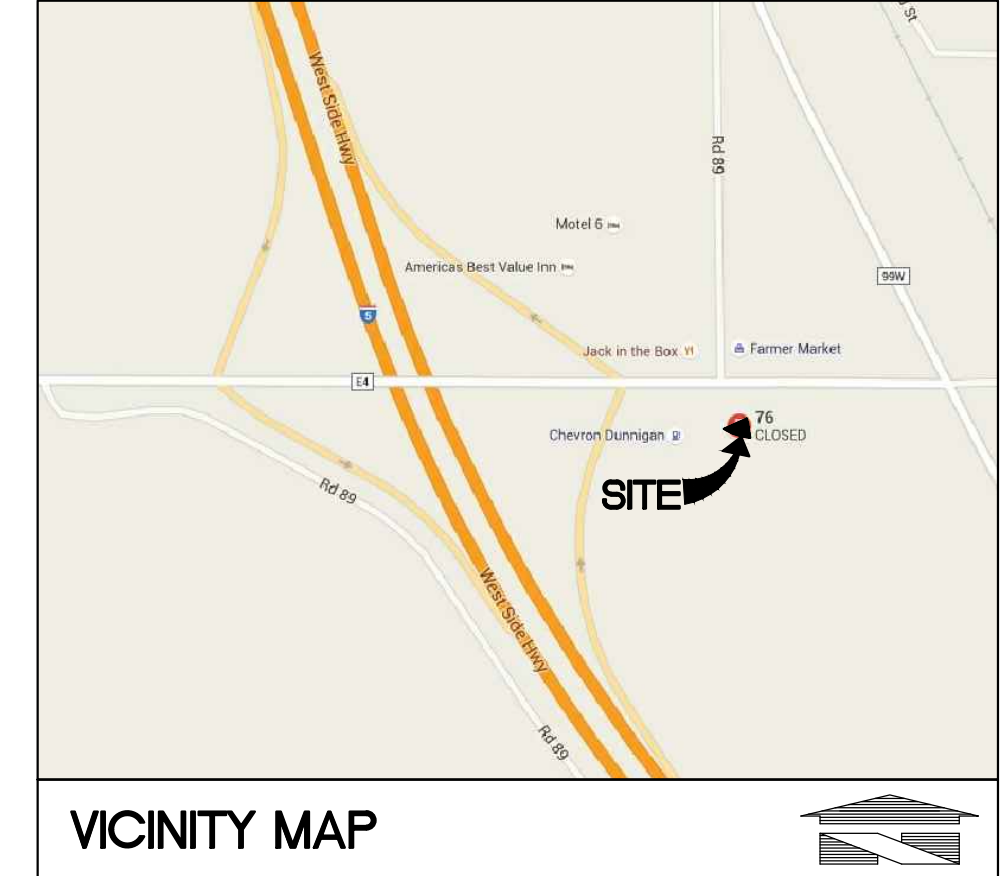 St
West Side Hwy
Rd 89
Motel 6
Americas Best Value Inn
99W
5
Jack in the Box
Farmer Market
E4
76
CLOSED
Chevron Dunnigan
SITE
Rd 89
West Side Hwy
Rd 89
VICINITY MAP